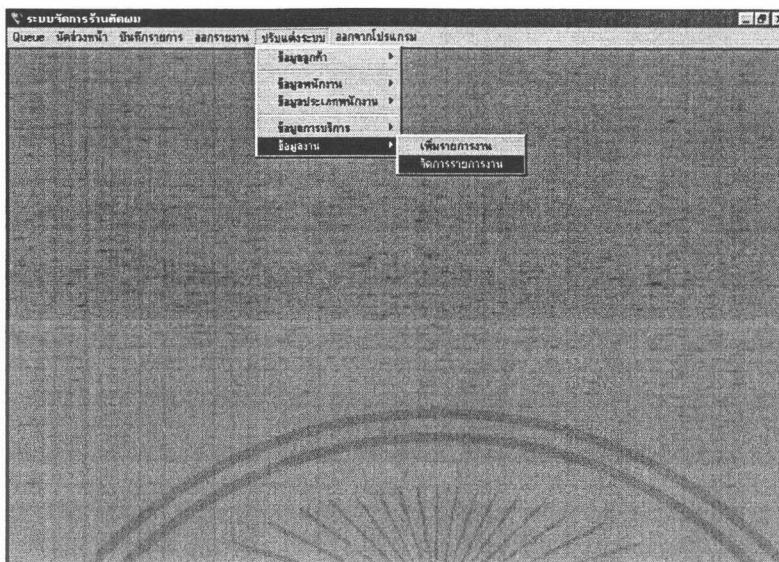 ระบบจัดการร้านตัดผม
Queue นัดล่วงหน้า บันทึกรายการ ออกรายงาน ปรับแต่งระบบ ออกจากโปรแกรม
ข้อมูลลูกค้า
ข้อมูลพนักงาน
ข้อมูลประเภทพนักงาน
ข้อมูลการบริการ
ข้อมูลงาน
เพิ่มรายการงาน
จัดการรายการงาน